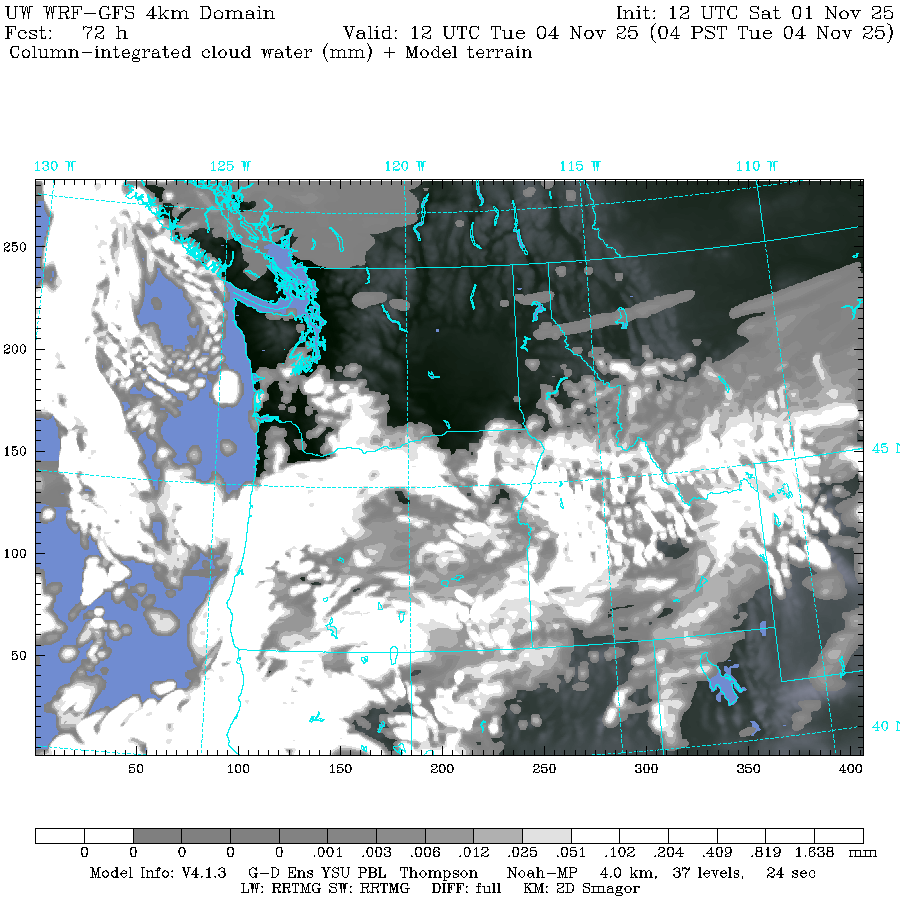 UW WRF-GFS 4km Domain Init: 12 UTC Sat 01 Nov 25
Fcst: 72 h Valid: 12 UTC Tue 04 Nov 25 (04 PST Tue 04 Nov 25)
Column-integrated cloud water (mm) + Model terrain
130 W 125 W 120 W 115 W 110 W
250
200
150 45 N
100
50
40 N
50 100 150 200 250 300 350 400
0 0 0 0 0 .001 .003 .006 .012 .025 .051 .102 .204 .409 .819 1.638 mm
Model Info: V4.1.3 G-D Ens YSU PBL Thompson Noah-MP 4.0 km, 37 levels, 24 sec
LW: RRTMG SW: RRTMG DIFF: full KM: 2D Smagor